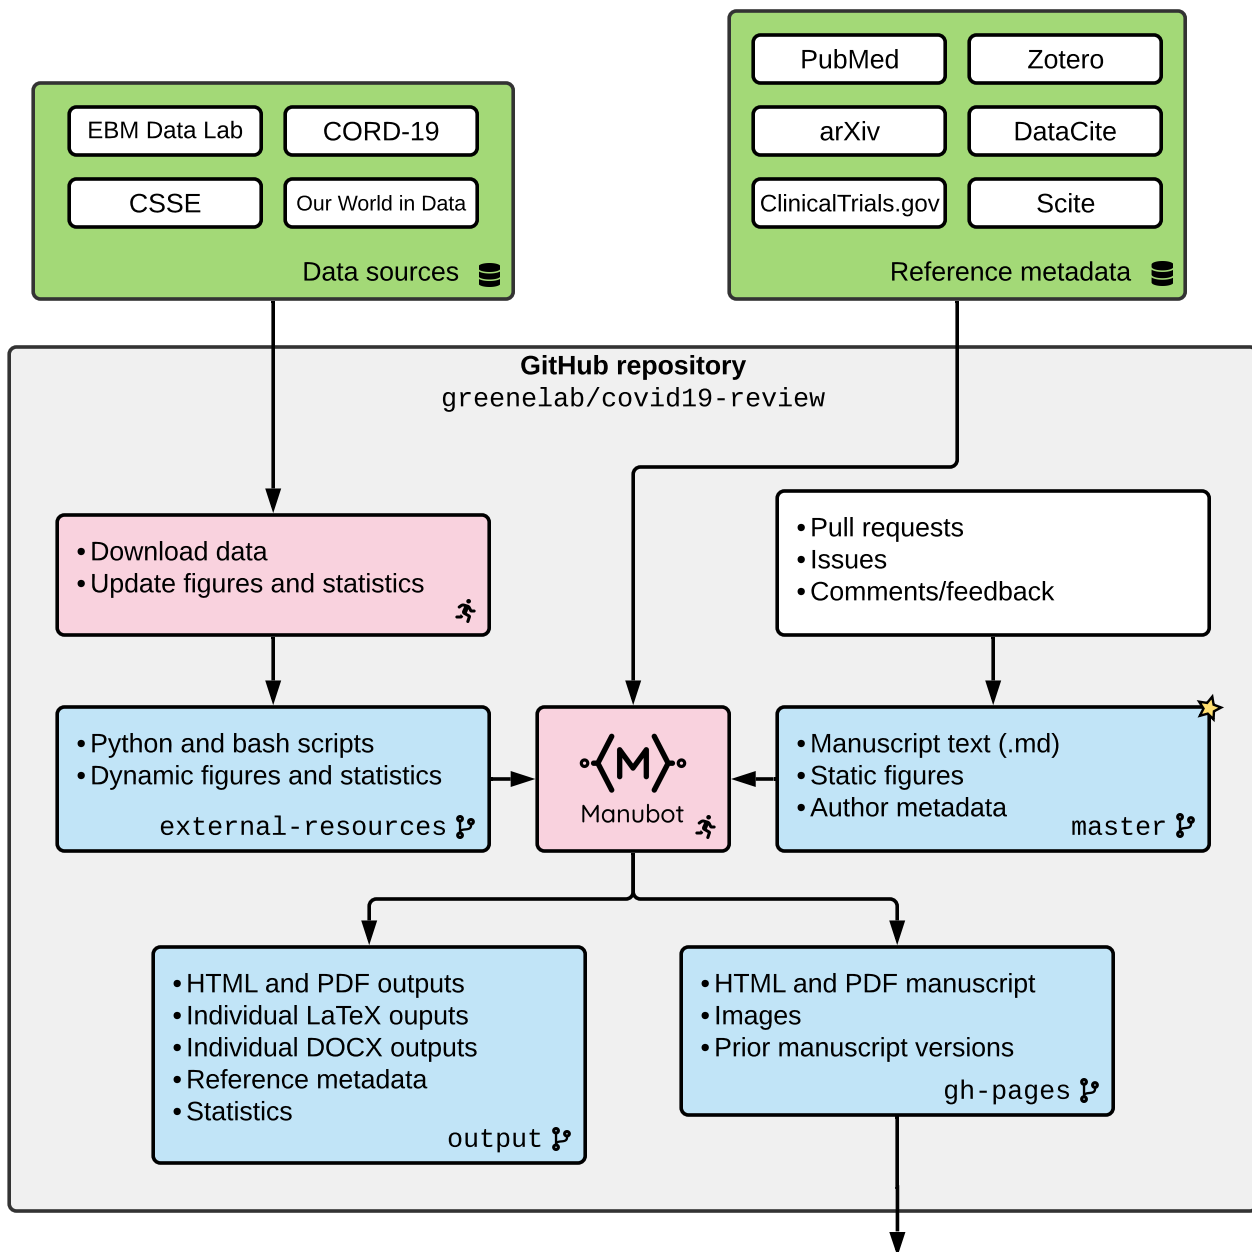 PubMed
Zotero
arXiv
DataCite
ClinicalTrials.gov
Scite
Reference metadata
EBM Data Lab
CORD-19
CSSE
Our World in Data
Data sources
GitHub repository
greenelab/covid19-review
• Download data
• Update figures and statistics
• Pull requests
• Issues
• Comments/feedback
• Python and bash scripts
• Dynamic figures and statistics
external-resources
M
Manubot
• Manuscript text (.md)
• Static figures
• Author metadata
master
• HTML and PDF outputs
• Individual LaTeX ouputs
• Individual DOCX outputs
• Reference metadata
• Statistics
output
• HTML and PDF manuscript
• Images
• Prior manuscript versions
gh-pages